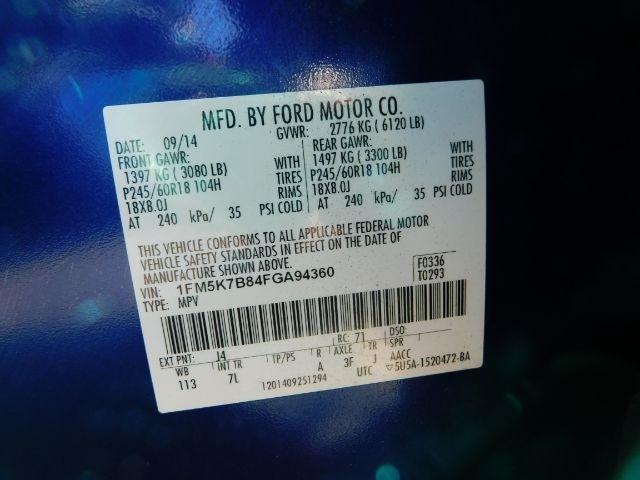 MFD. BY FORD MOTOR CO.
DATE: 09/14 GVWR: 2776 KG ( 6120 LB)
FRONT GAWR: REAR GAWR:
1397 KG ( 3080 LB) WITH 1497 KG ( 3300 LB) WITH
P245/60R18 104H TIRES P245/60R18 104H TIRES
18X8.0J RIMS 18X8.0J RIMS
AT 240 kPa/ 35 PSI COLD AT 240 kPa/ 35 PSI COLD
THIS VEHICLE CONFORMS TO ALL APPLICABLE FEDERAL MOTOR
VEHICLE SAFETY STANDARDS IN EFFECT ON THE DATE OF
MANUFACTURE SHOWN ABOVE.
VIN: 1FM5K7B84FGA94360 F0336
TYPE: MPV T0293
EXT PNT: J4 RC: 71 DSO:
WB INT TR TP/PS R AXLE TR SPR
113 7L A 3F J AACC
1201409251294 UTC 5U5A-1520472-BA